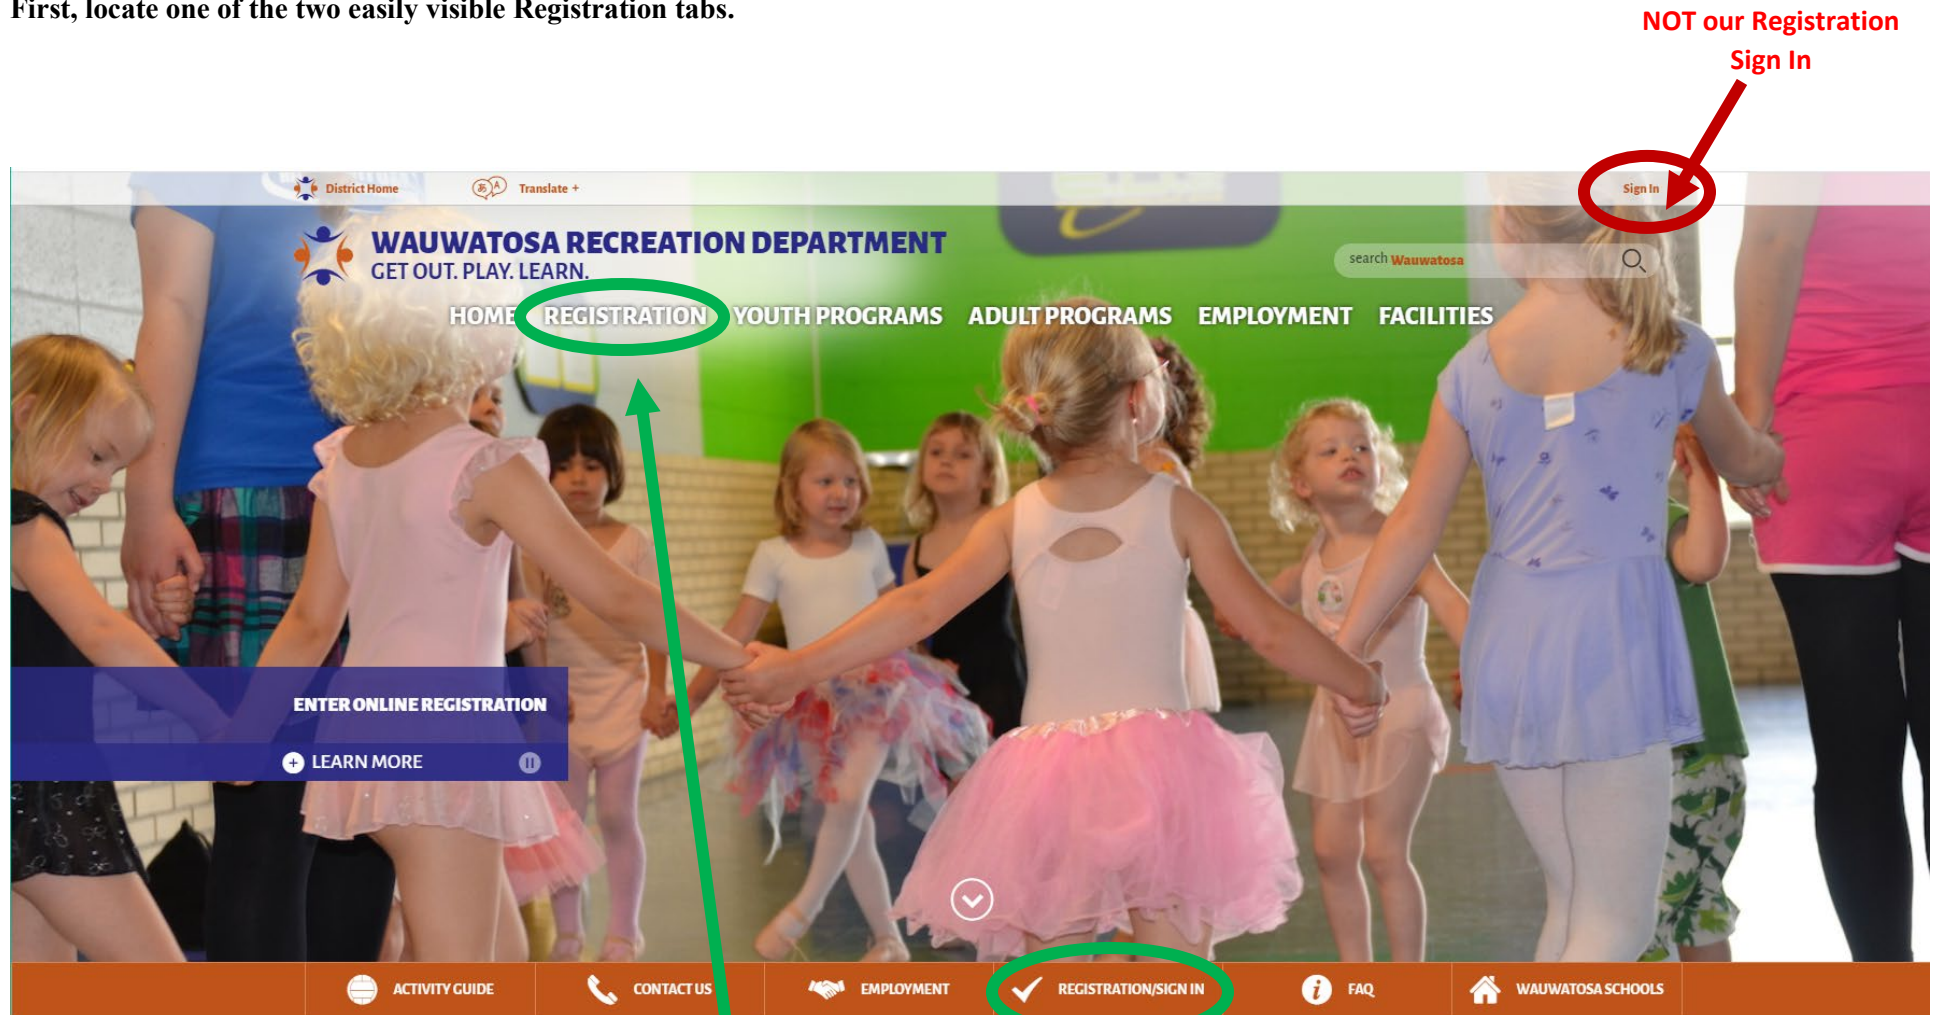 First, locate one of the two easily visible Registration tabs.
NOT our Registration
Sign In
District Home
Translate +
Sign In
WAUWATOSA RECREATION DEPARTMENT
GET OUT. PLAY. LEARN.
search Wauwatosa
HOME REGISTRATION YOUTH PROGRAMS ADULT PROGRAMS EMPLOYMENT FACILITIES
ENTER ONLINE REGISTRATION
LEARN MORE
ACTIVITY GUIDE CONTACT US EMPLOYMENT REGISTRATION/SIGN IN FAQ WAUWATOSA SCHOOLS